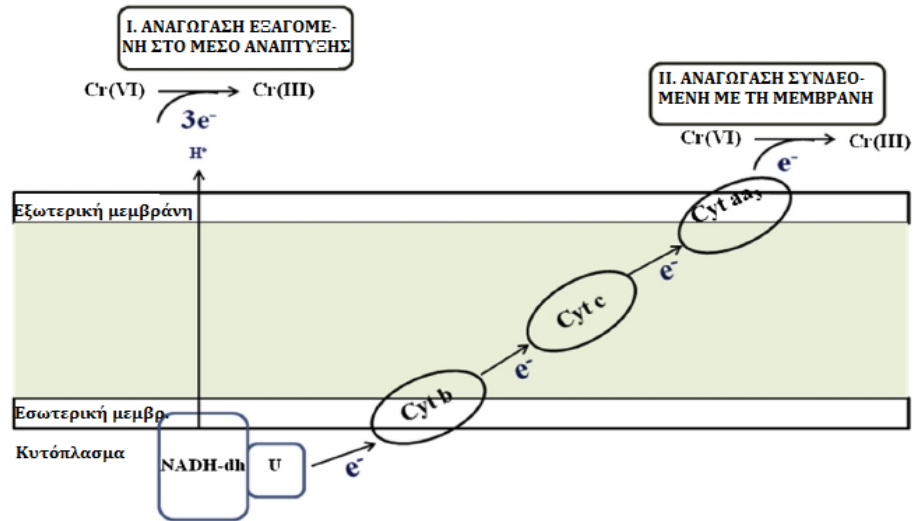 I. ΑΝΑΓΩΓΑΣΗ ΕΞΑΓΟΜΕ-
ΝΗ ΣΤΟ ΜΕΣΟ ΑΝΑΠΤΥΞΗΣ
Cr(VI) Cr(III)
3e⁻
H⁺
II. ΑΝΑΓΩΓΑΣΗ ΣΥΝΔΕΟ-
ΜΕΝΗ ΜΕ ΤΗ ΜΕΜΒΡΑΝΗ
Cr(VI) Cr(III)
e⁻
Εξωτερική μεμβράνη
Cyt aa₃
e⁻
Cyt c
e⁻
Cyt b
Εσωτερική μεμβρ.
Κυτόπλασμα
NADH-dh U
e⁻